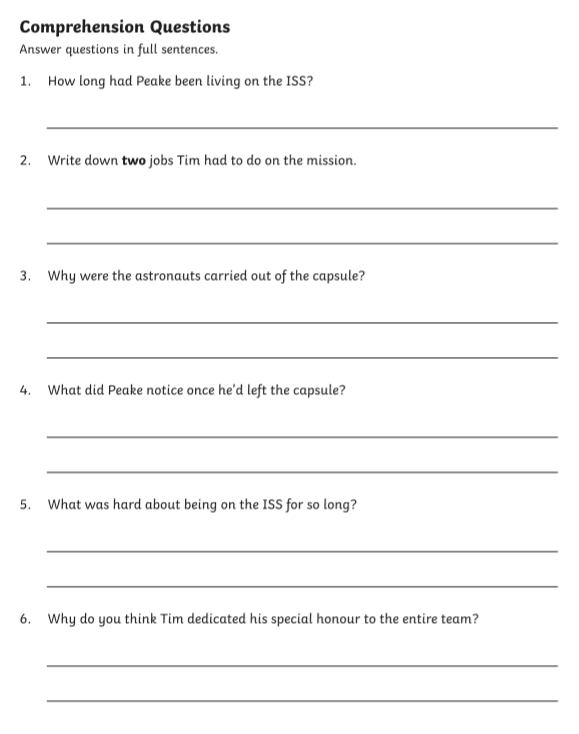 Comprehension Questions
Answer questions in full sentences.
1. How long had Peake been living on the ISS?
2. Write down two jobs Tim had to do on the mission.
3. Why were the astronauts carried out of the capsule?
4. What did Peake notice once he'd left the capsule?
5. What was hard about being on the ISS for so long?
6. Why do you think Tim dedicated his special honour to the entire team?